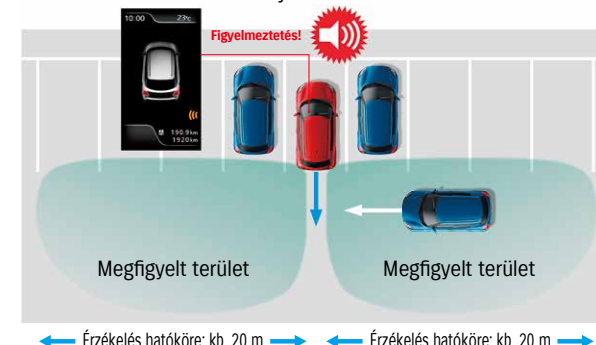 10:00 23°C
Figyelmeztetés!
190.9km
1920km
Megfigyelt terület
Megfigyelt terület
Érzékelés hatóköre: kb. 20 m
Érzékelés hatóköre: kb. 20 m